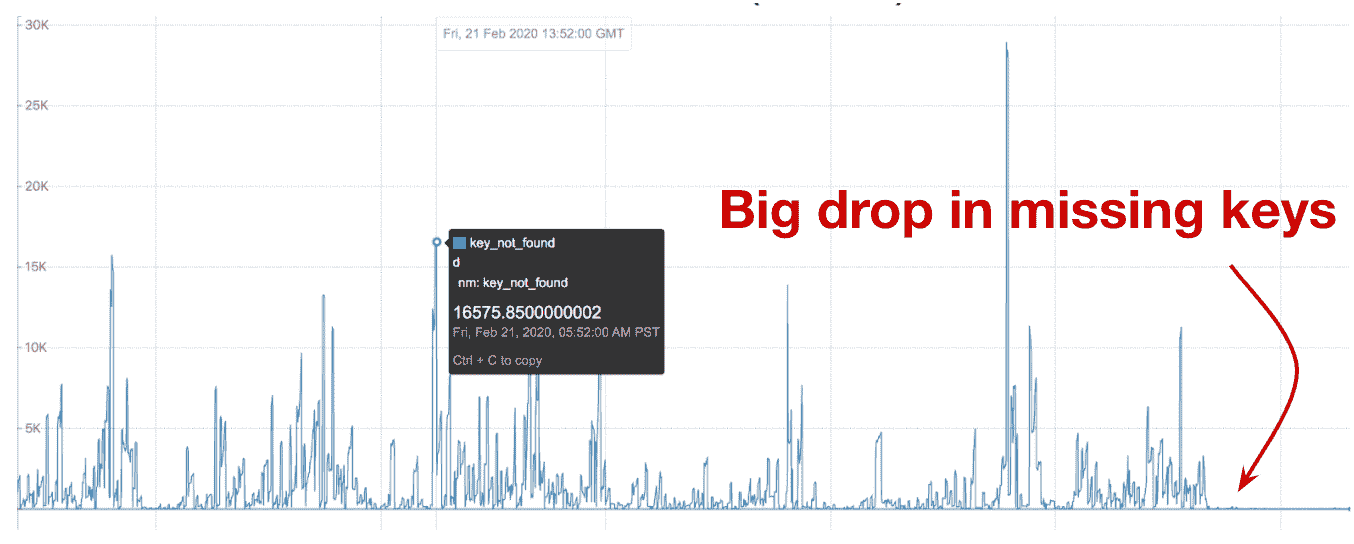 30K
Fri, 21 Feb 2020 13:52:00 GMT
25K
20K
Big drop in missing keys
key_not_found
d
nm: key_not_found
15K
16575.8500000002
Fri, Feb 21, 2020, 05:52:00 AM PST
10K
Ctrl + C to copy
5K